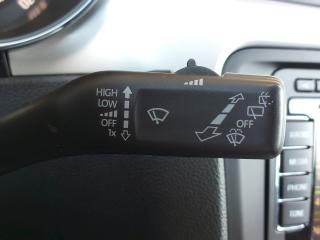 HIGH
LOW
OFF
1x
OFF
RADIO
MEDIA
PHONE
TONE